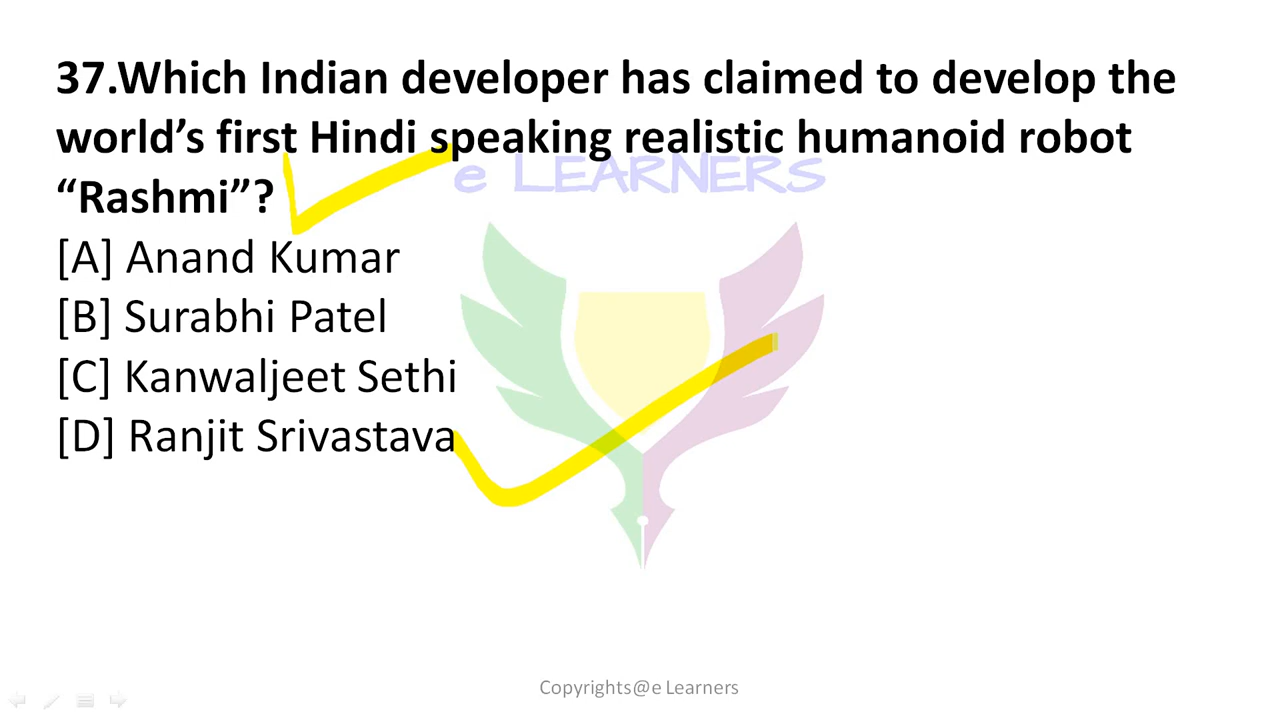 37.Which Indian developer has claimed to develop the
world’s first Hindi speaking realistic humanoid robot
“Rashmi”?
e LEARNERS
[A] Anand Kumar
[B] Surabhi Patel
[C] Kanwaljeet Sethi
[D] Ranjit Srivastava
Copyrights@e Learners